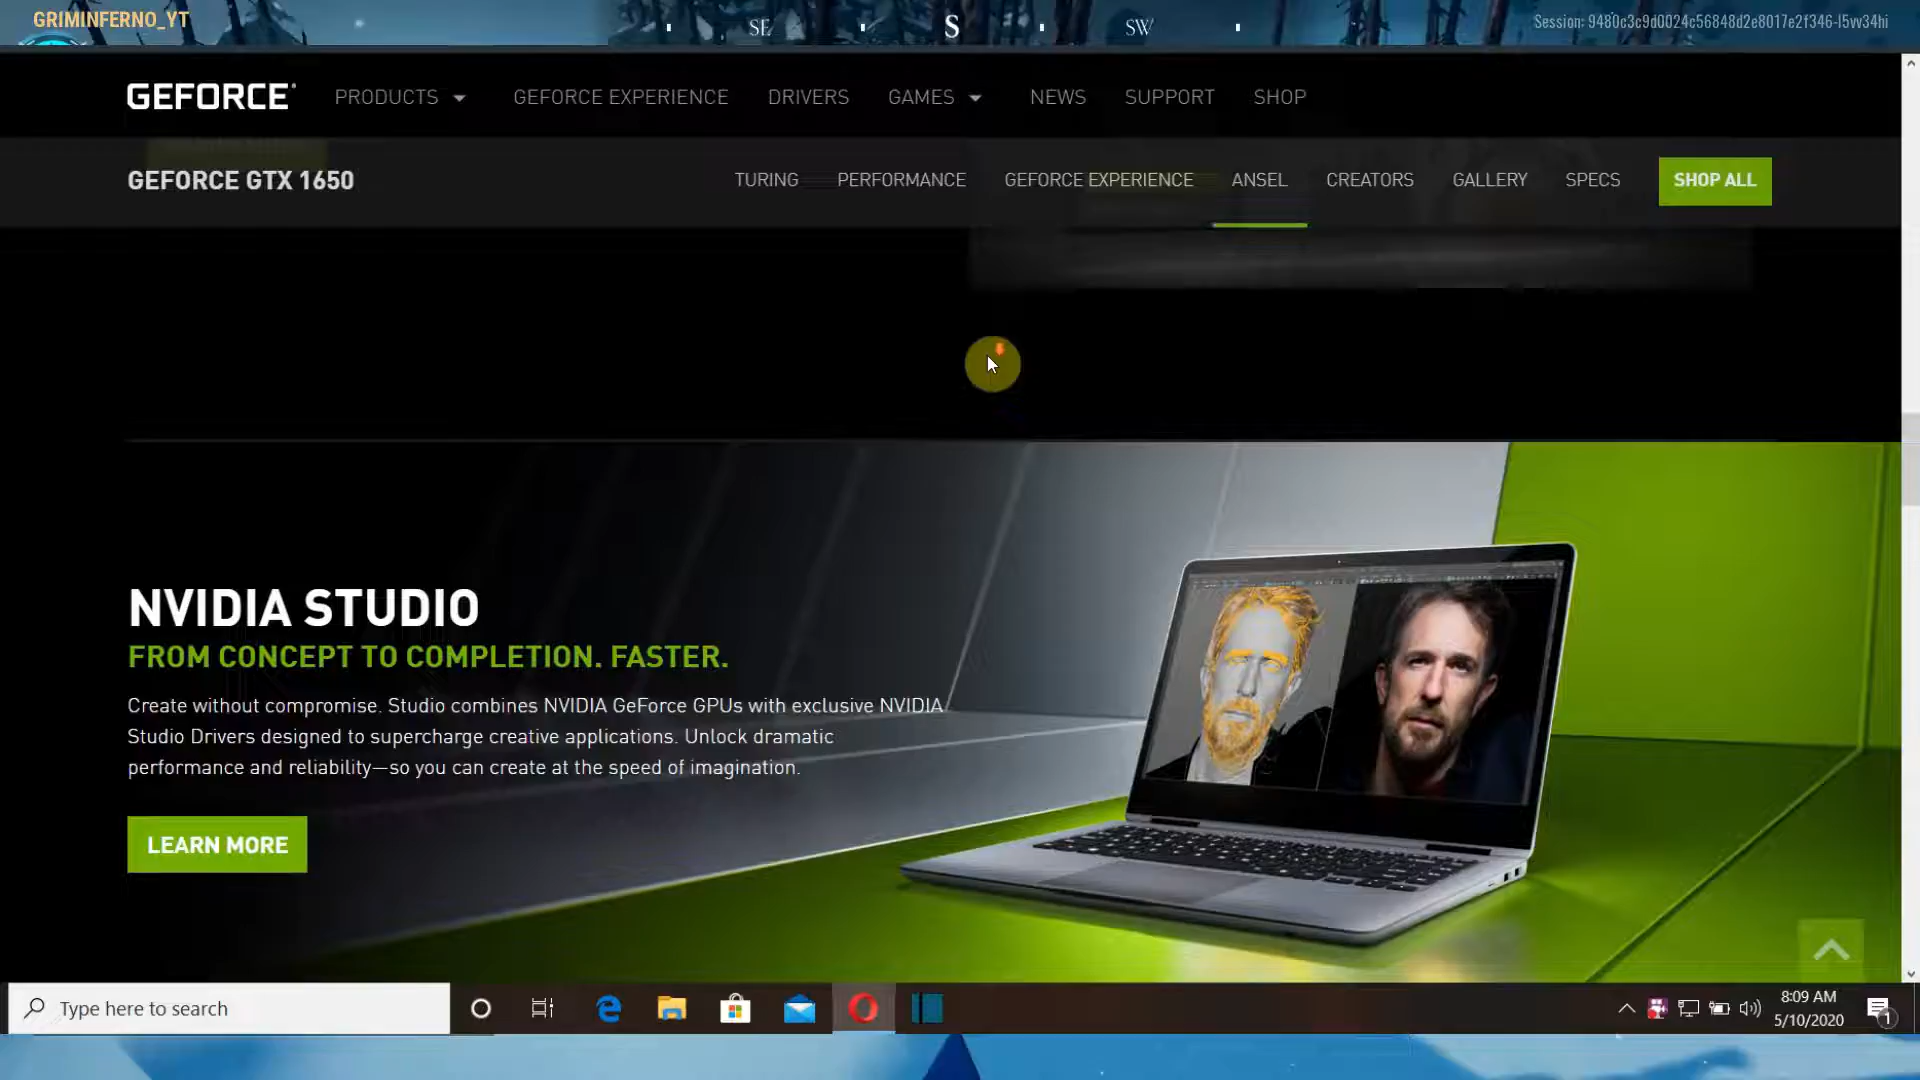 GRIMINFERNO_YT
SE S SW
Session: 9480c3c9d0024c56848d2e8017e2f346-l5vv34hi
GEFORCE PRODUCTS GEFORCE EXPERIENCE DRIVERS GAMES NEWS SUPPORT SHOP
GEFORCE GTX 1650 TURING PERFORMANCE GEFORCE EXPERIENCE ANSEL CREATORS GALLERY SPECS SHOP ALL
NVIDIA STUDIO
FROM CONCEPT TO COMPLETION. FASTER.
Create without compromise. Studio combines NVIDIA GeForce GPUs with exclusive NVIDIA
Studio Drivers designed to supercharge creative applications. Unlock dramatic
performance and reliability—so you can create at the speed of imagination.
LEARN MORE
Type here to search
8:09 AM
5/10/2020
1